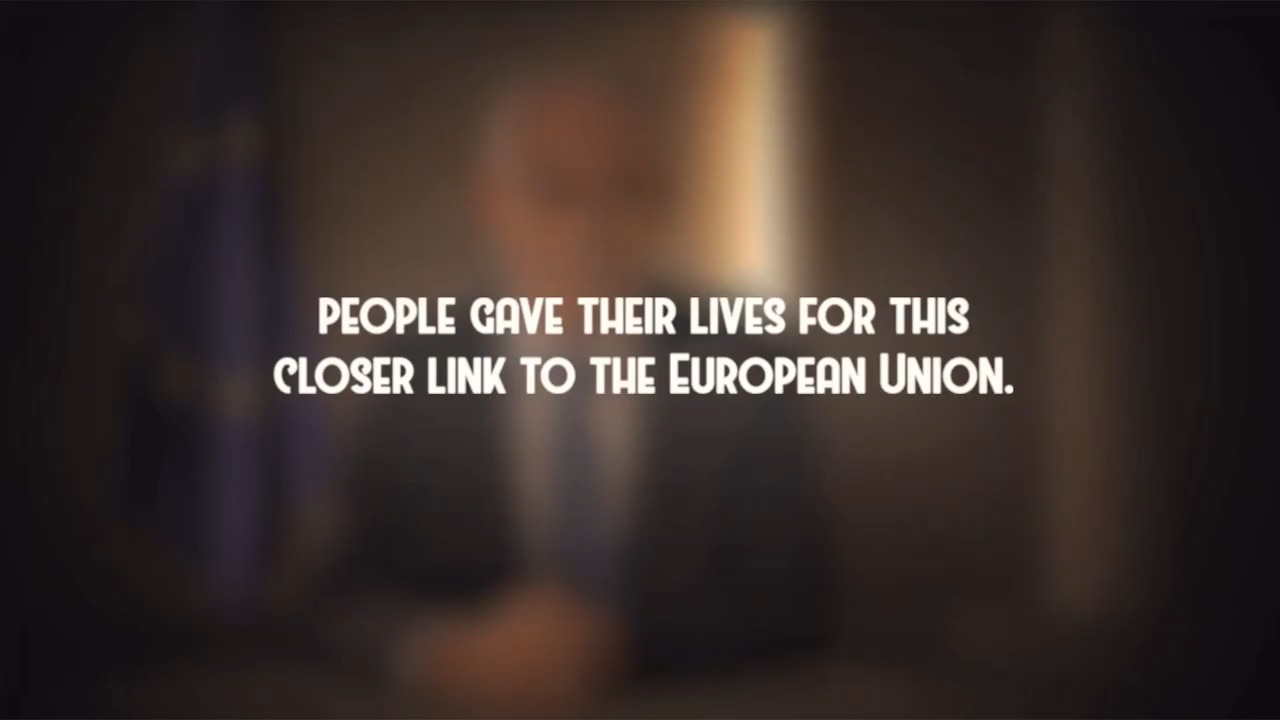 PEOPLE GAVE THEIR LIVES FOR THIS
CLOSER LINK TO THE EUROPEAN UNION.